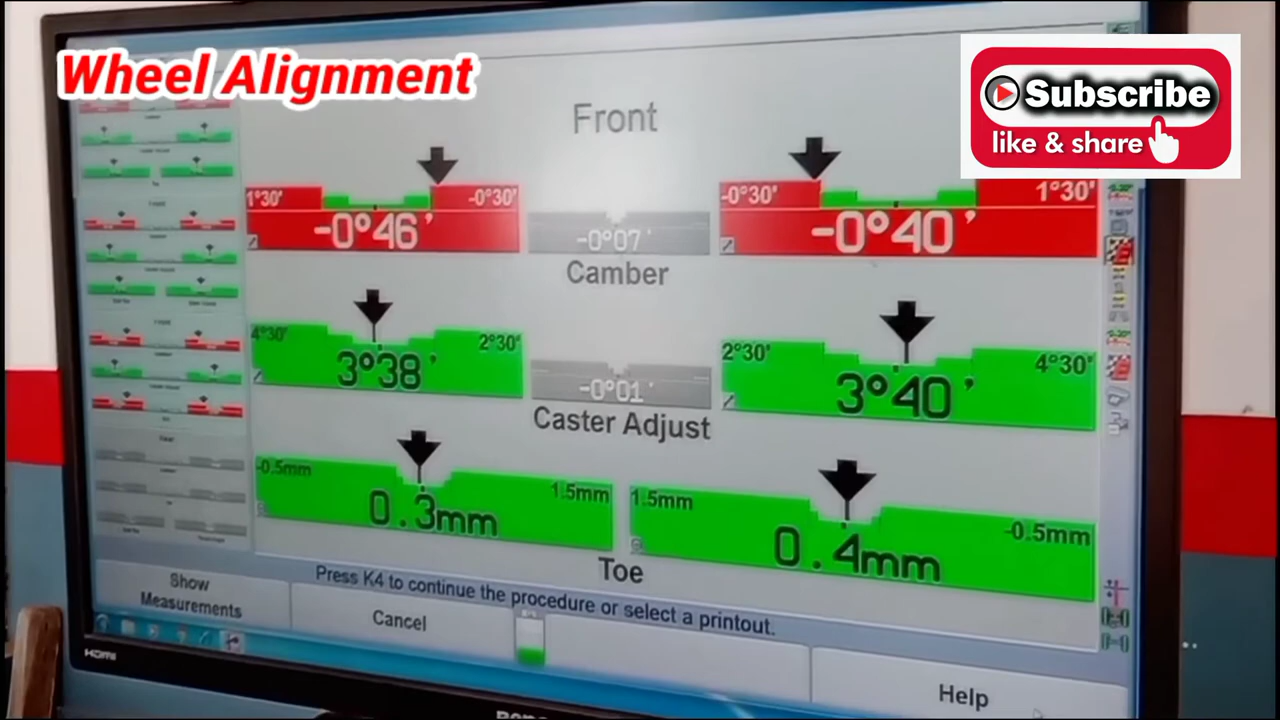 Wheel Alignment
Subscribe
like & share
Front
1°30' -0°30' -0°30' 1°30'
-0°46' -0°07' -0°40'
Camber
4°30' 2°30' 2°30' 4°30'
3°38' -0°01' 3°40'
Caster Adjust
-0.5mm 1.5mm 1.5mm -0.5mm
0.3mm 0.4mm
Toe
Press K4 to continue the procedure or select a printout.
Show
Measurements
Cancel
Help
HDMI